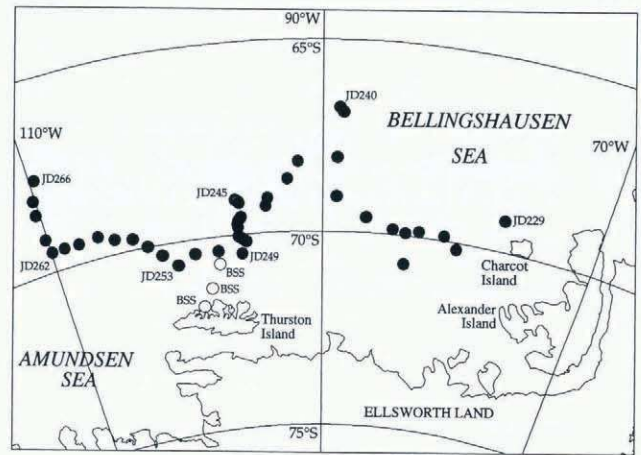 90°W
65°S
JD240
BELLINGSHAUSEN
SEA
110°W
70°W
JD266
JD245
JD229
70°S
JD262
JD249
JD253
BSS
Charcot
Island
BSS
BSS
Alexander
Island
Thurston
Island
AMUNDSEN
SEA
ELLSWORTH LAND
75°S